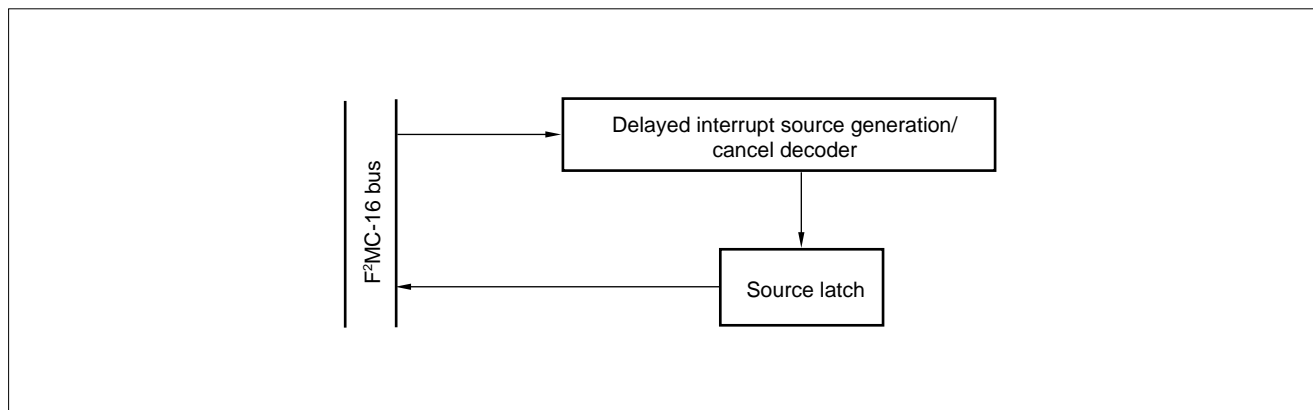 Delayed interrupt source generation/
cancel decoder
F²MC-16 bus
Source latch